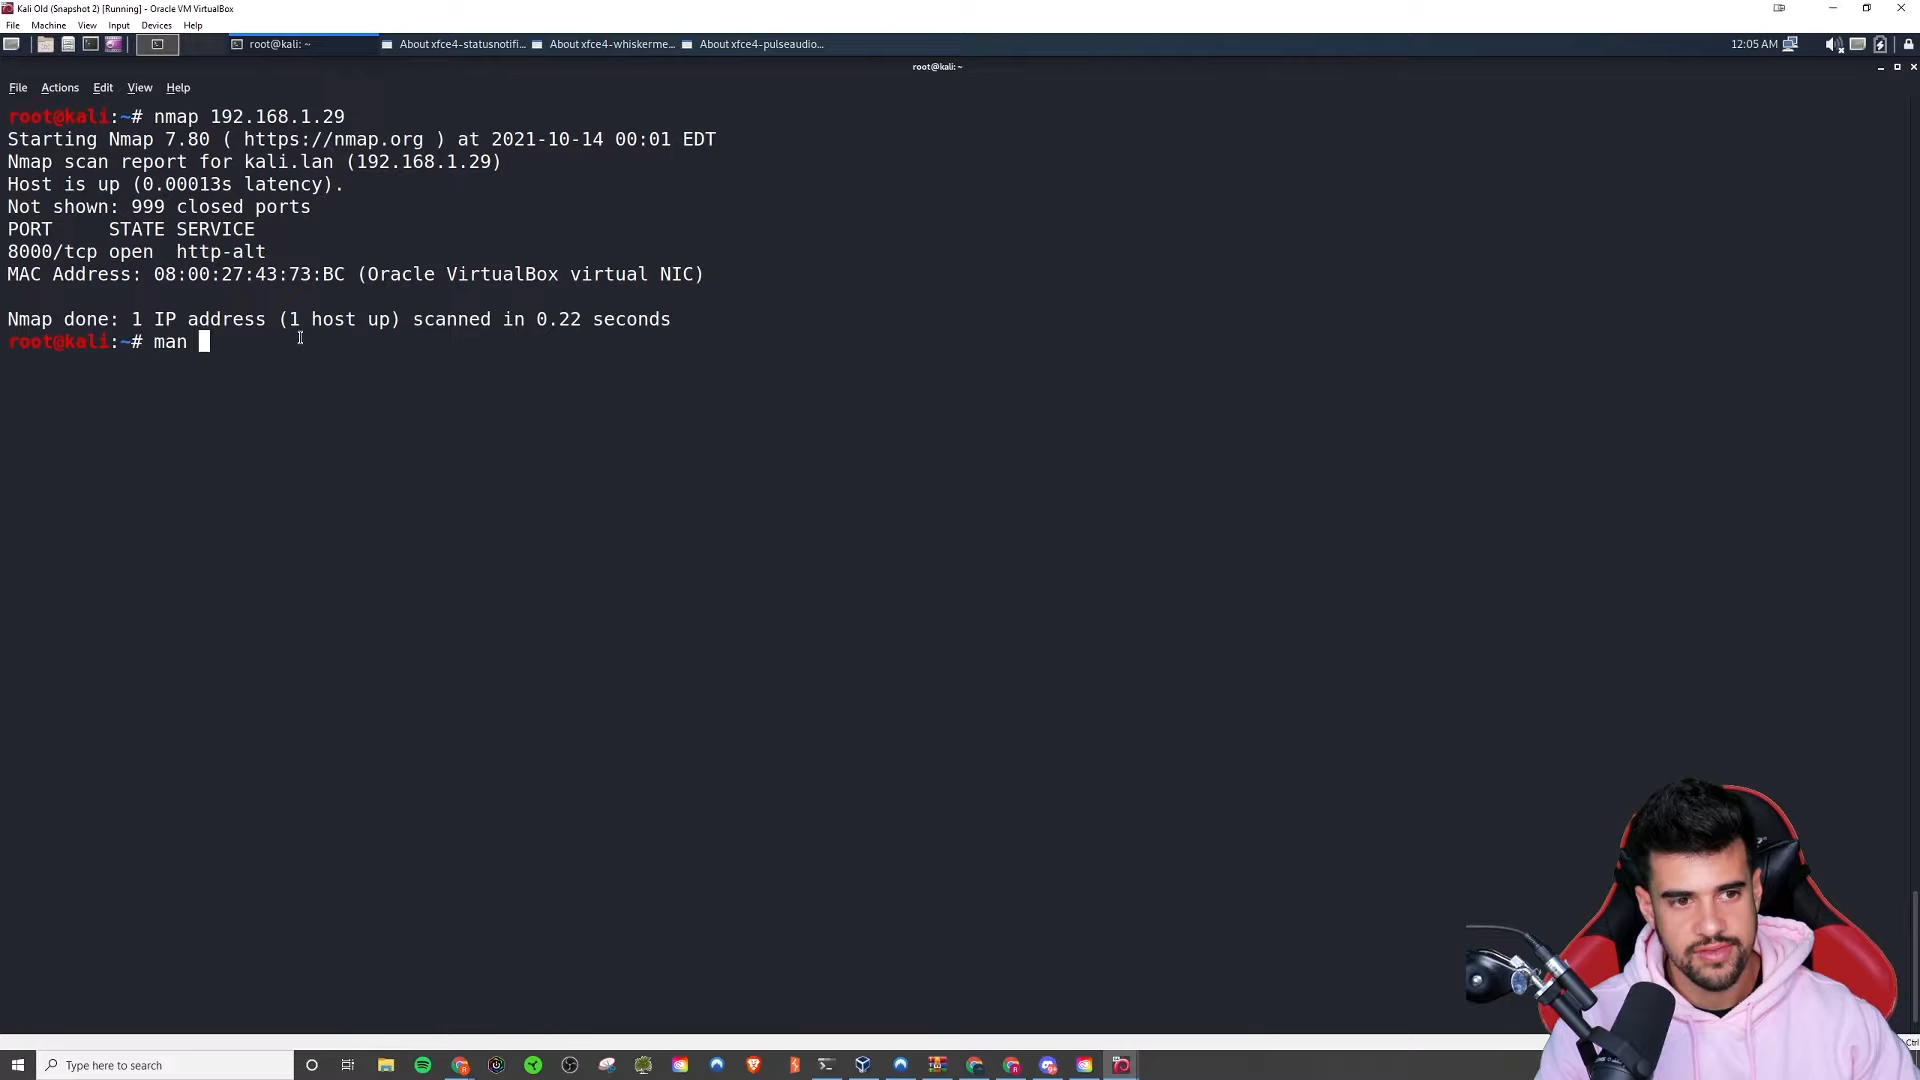 Kali Old (Snapshot 2) [Running] - Oracle VM VirtualBox
File Machine View Input Devices Help
root@kali: ~ About xfce4-statusnotifi... About xfce4-whiskerme... About xfce4-pulseaudio... 12:05 AM
root@kali: ~
File Actions Edit View Help
root@kali:~# nmap 192.168.1.29
Starting Nmap 7.80 ( https://nmap.org ) at 2021-10-14 00:01 EDT
Nmap scan report for kali.lan (192.168.1.29)
Host is up (0.00013s latency).
Not shown: 999 closed ports
PORT     STATE SERVICE
8000/tcp open  http-alt
MAC Address: 08:00:27:43:73:BC (Oracle VirtualBox virtual NIC)
Nmap done: 1 IP address (1 host up) scanned in 0.22 seconds
root@kali:~# man
Ctrl
Type here to search